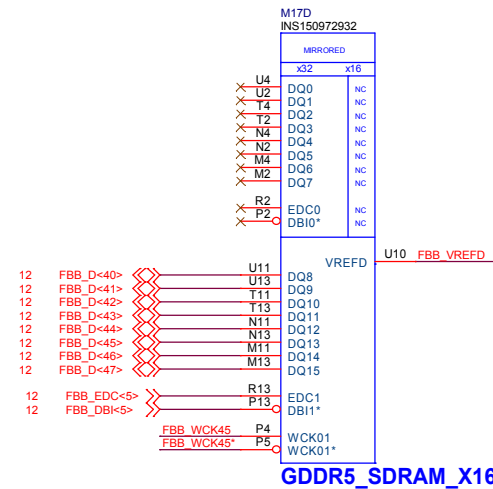 M17D
INS150972932
MIRRORED
x32 x16
U4 DQ0 NC
U2 DQ1 NC
T4 DQ2 NC
T2 DQ3 NC
N4 DQ4 NC
N2 DQ5 NC
M4 DQ6 NC
M2 DQ7 NC
R2 EDC0 NC
P2 DBI0* NC
VREFD U10 FBB_VREFD
12 FBB_D<40> U11 DQ8
12 FBB_D<41> U13 DQ9
12 FBB_D<42> T11 DQ10
12 FBB_D<43> T13 DQ11
12 FBB_D<44> N11 DQ12
12 FBB_D<45> N13 DQ13
12 FBB_D<46> M11 DQ14
12 FBB_D<47> M13 DQ15
12 FBB_EDC<5> R13 EDC1
12 FBB_DBI<5> P13 DBI1*
FBB_WCK45 P4 WCK01
FBB_WCK45* P5 WCK01*
GDDR5_SDRAM_X16